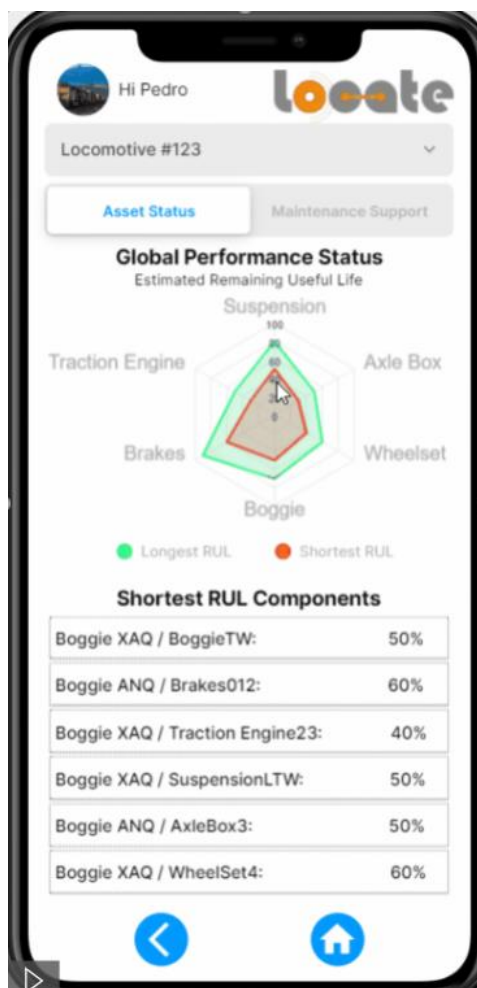 Hi Pedro
Locate
Locomotive #123
Asset Status
Maintenance Support
Global Performance Status
Estimated Remaining Useful Life
Suspension
100
80
60
Traction Engine
Axle Box
0
Brakes
Wheelset
Boggie
Longest RUL
Shortest RUL
Shortest RUL Components
Boggie XAQ / BoggieTW: 50%
Boggie ANQ / Brakes012: 60%
Boggie XAQ / Traction Engine23: 40%
Boggie XAQ / SuspensionLTW: 50%
Boggie ANQ / AxleBox3: 50%
Boggie XAQ / WheelSet4: 60%